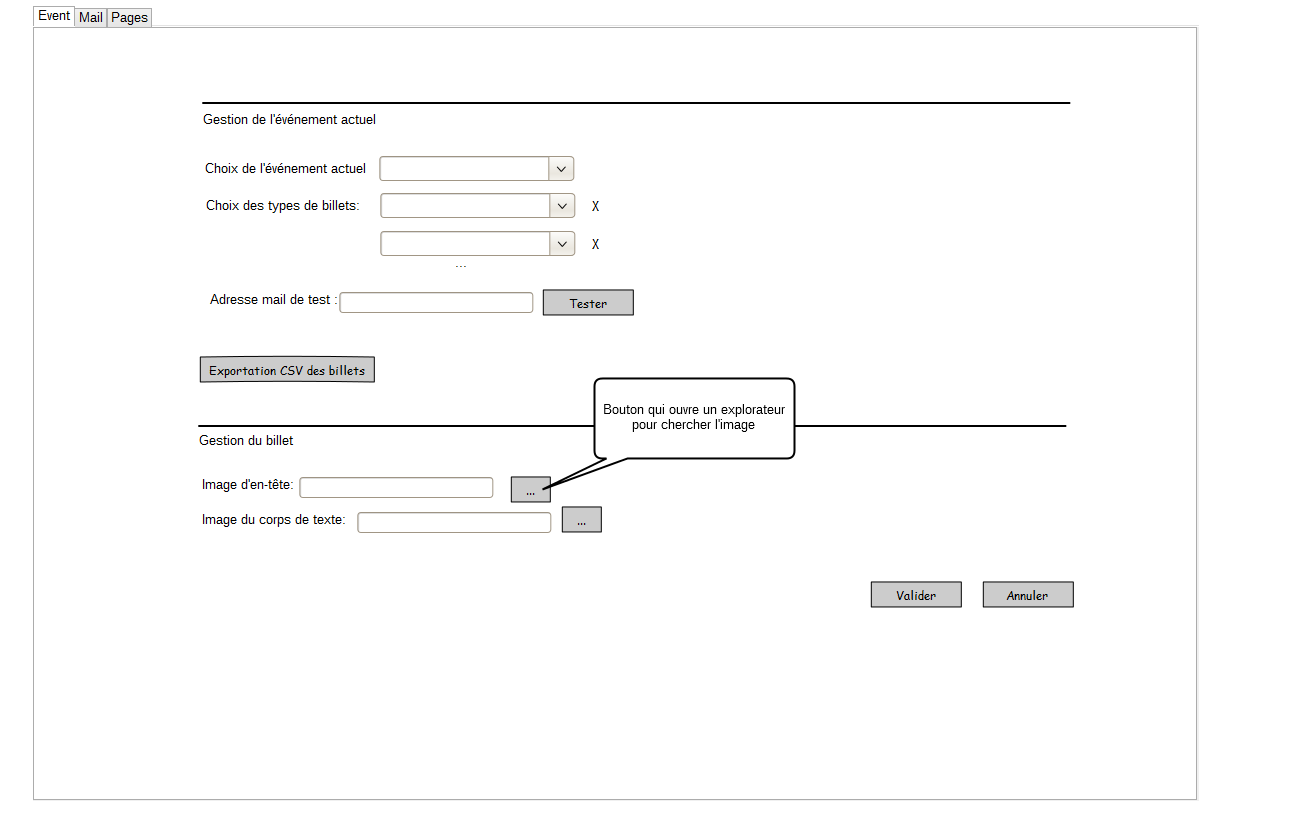 Event Mail Pages
Gestion de l'événement actuel
Choix de l'événement actuel
Choix des types de billets: X
X
...
Adresse mail de test : Tester
Exportation CSV des billets
Bouton qui ouvre un explorateur
pour chercher l'image
Gestion du billet
Image d'en-tête: ...
Image du corps de texte: ...
Valider Annuler